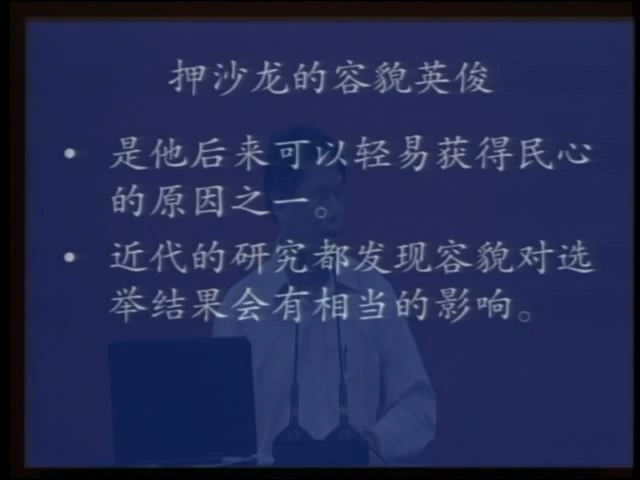 押沙龙的容貌英俊
• 是他后来可以轻易获得民心
的原因之一。
• 近代的研究都发现容貌对选
举结果会有相当的影响。